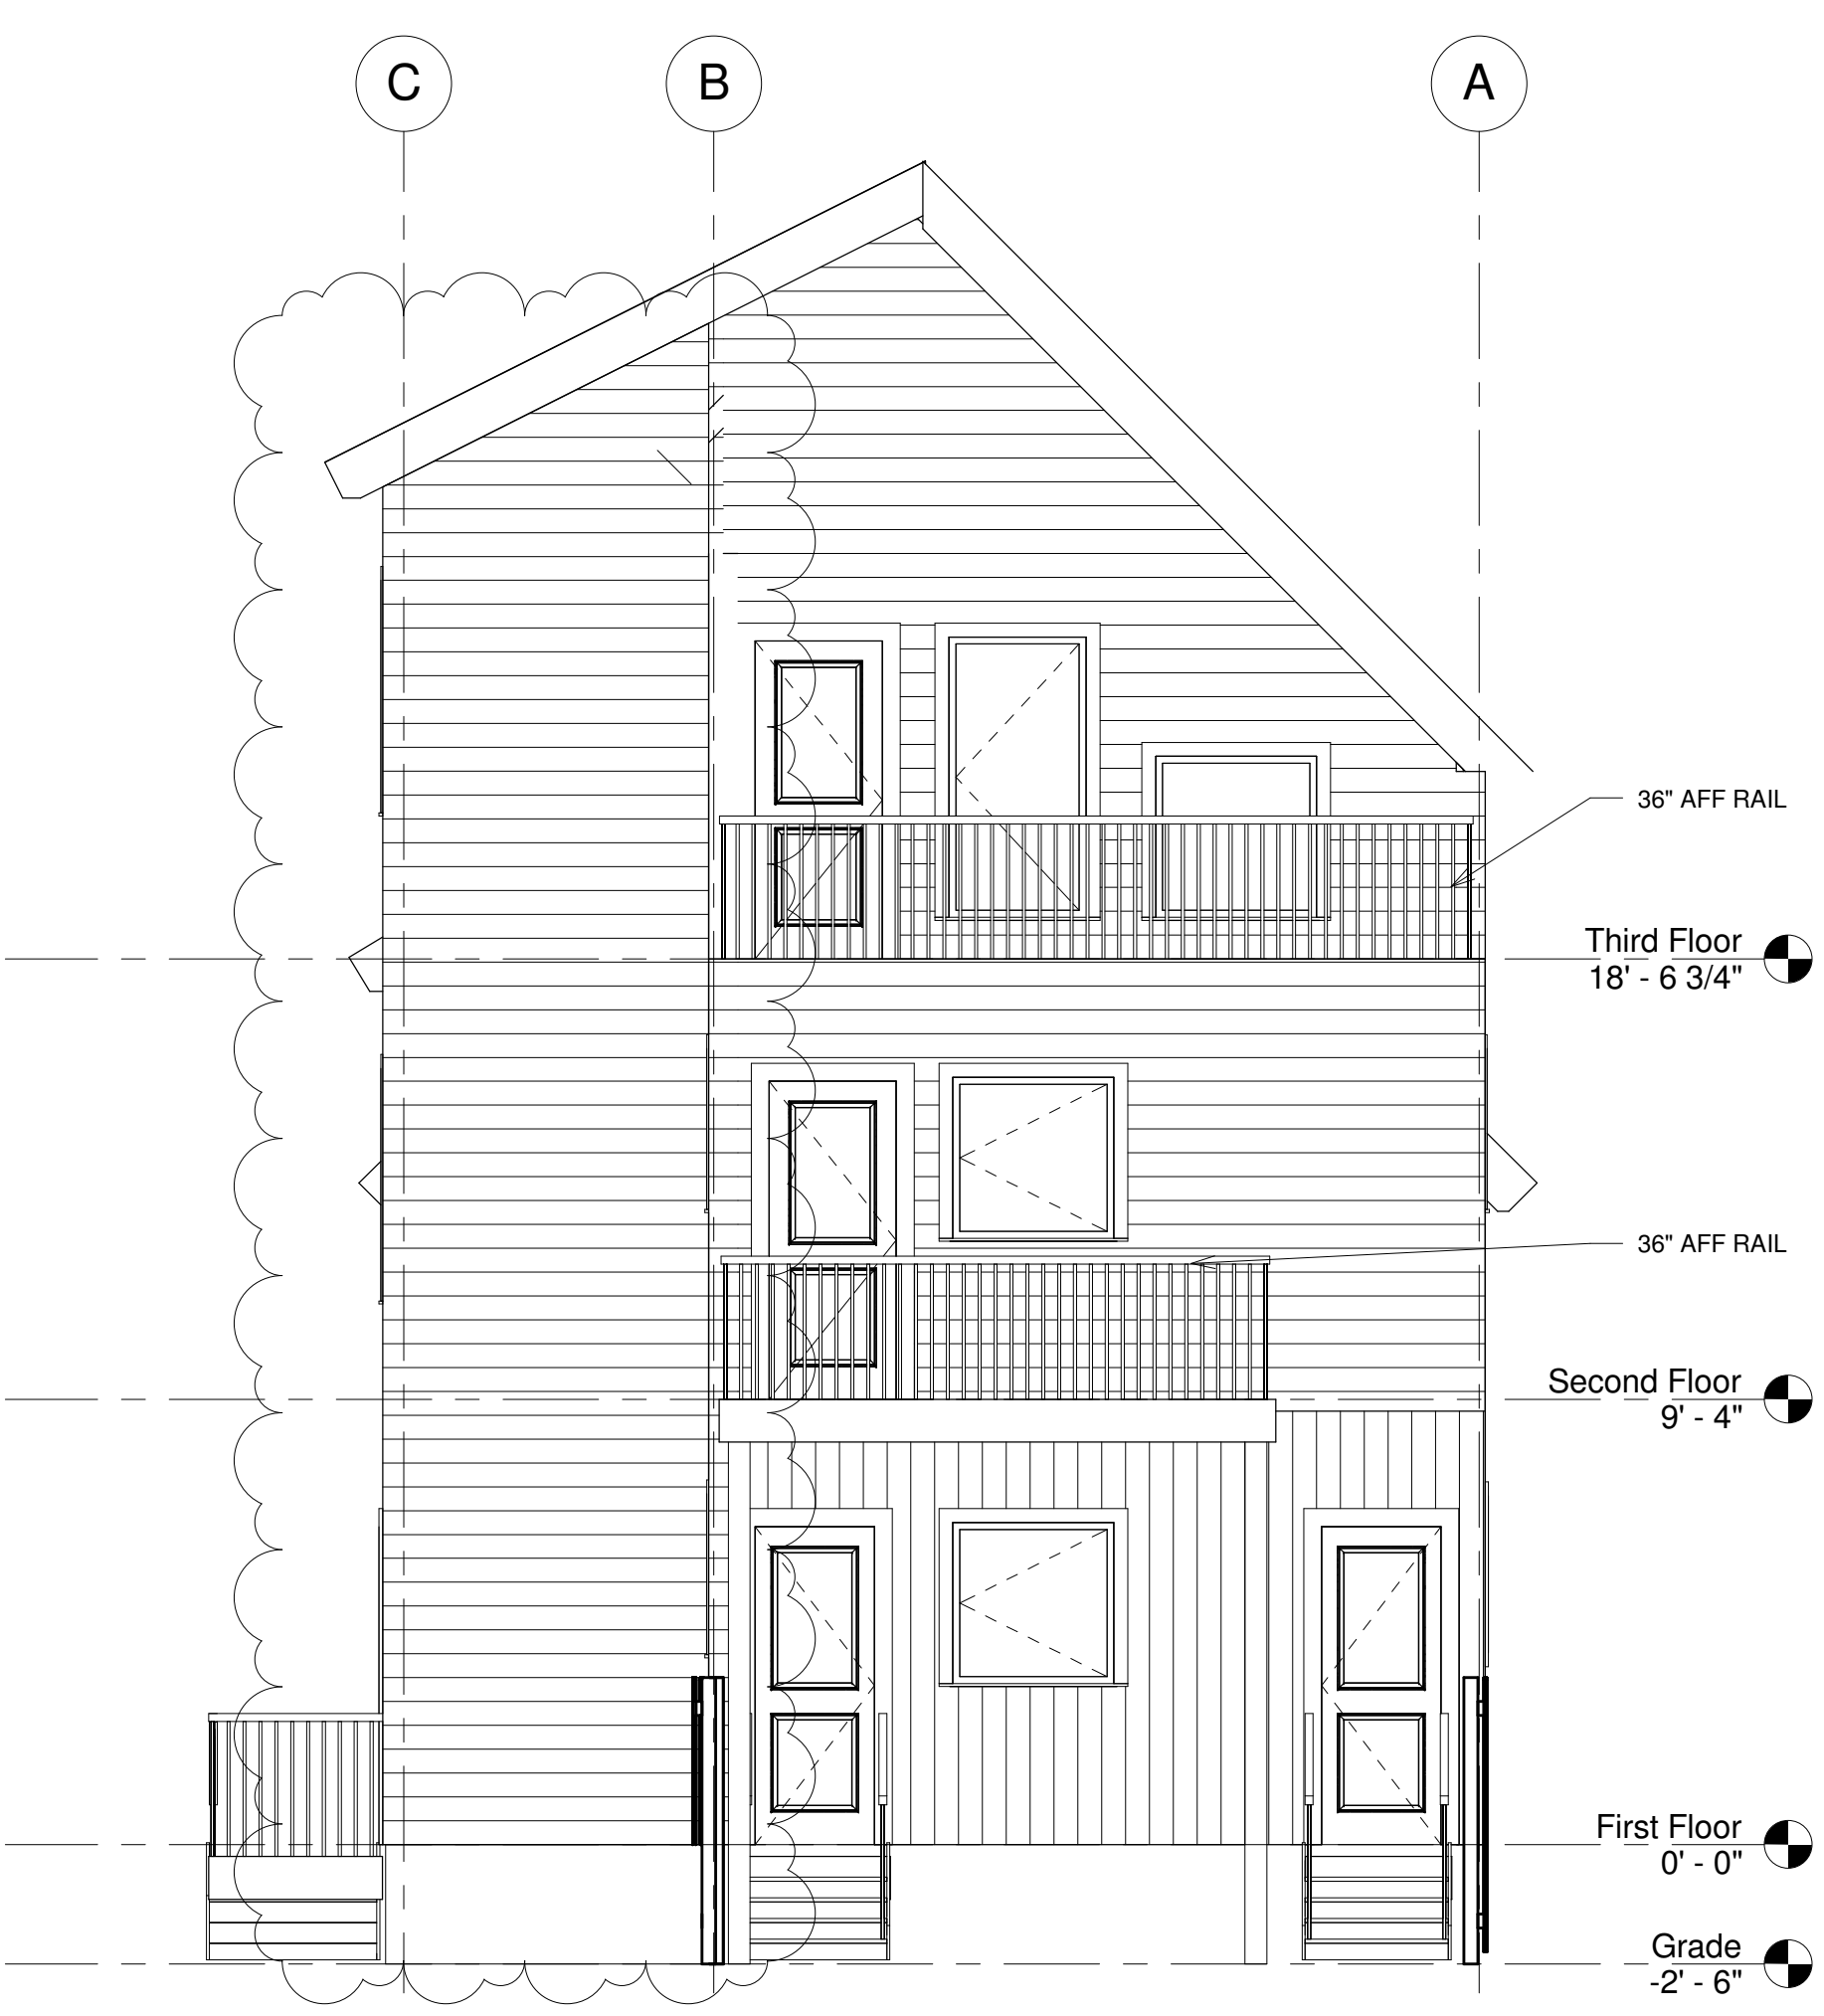 C
B
A
36" AFF RAIL
Third Floor
18' - 6 3/4"
36" AFF RAIL
Second Floor
9' - 4"
First Floor
0' - 0"
Grade
-2' - 6"